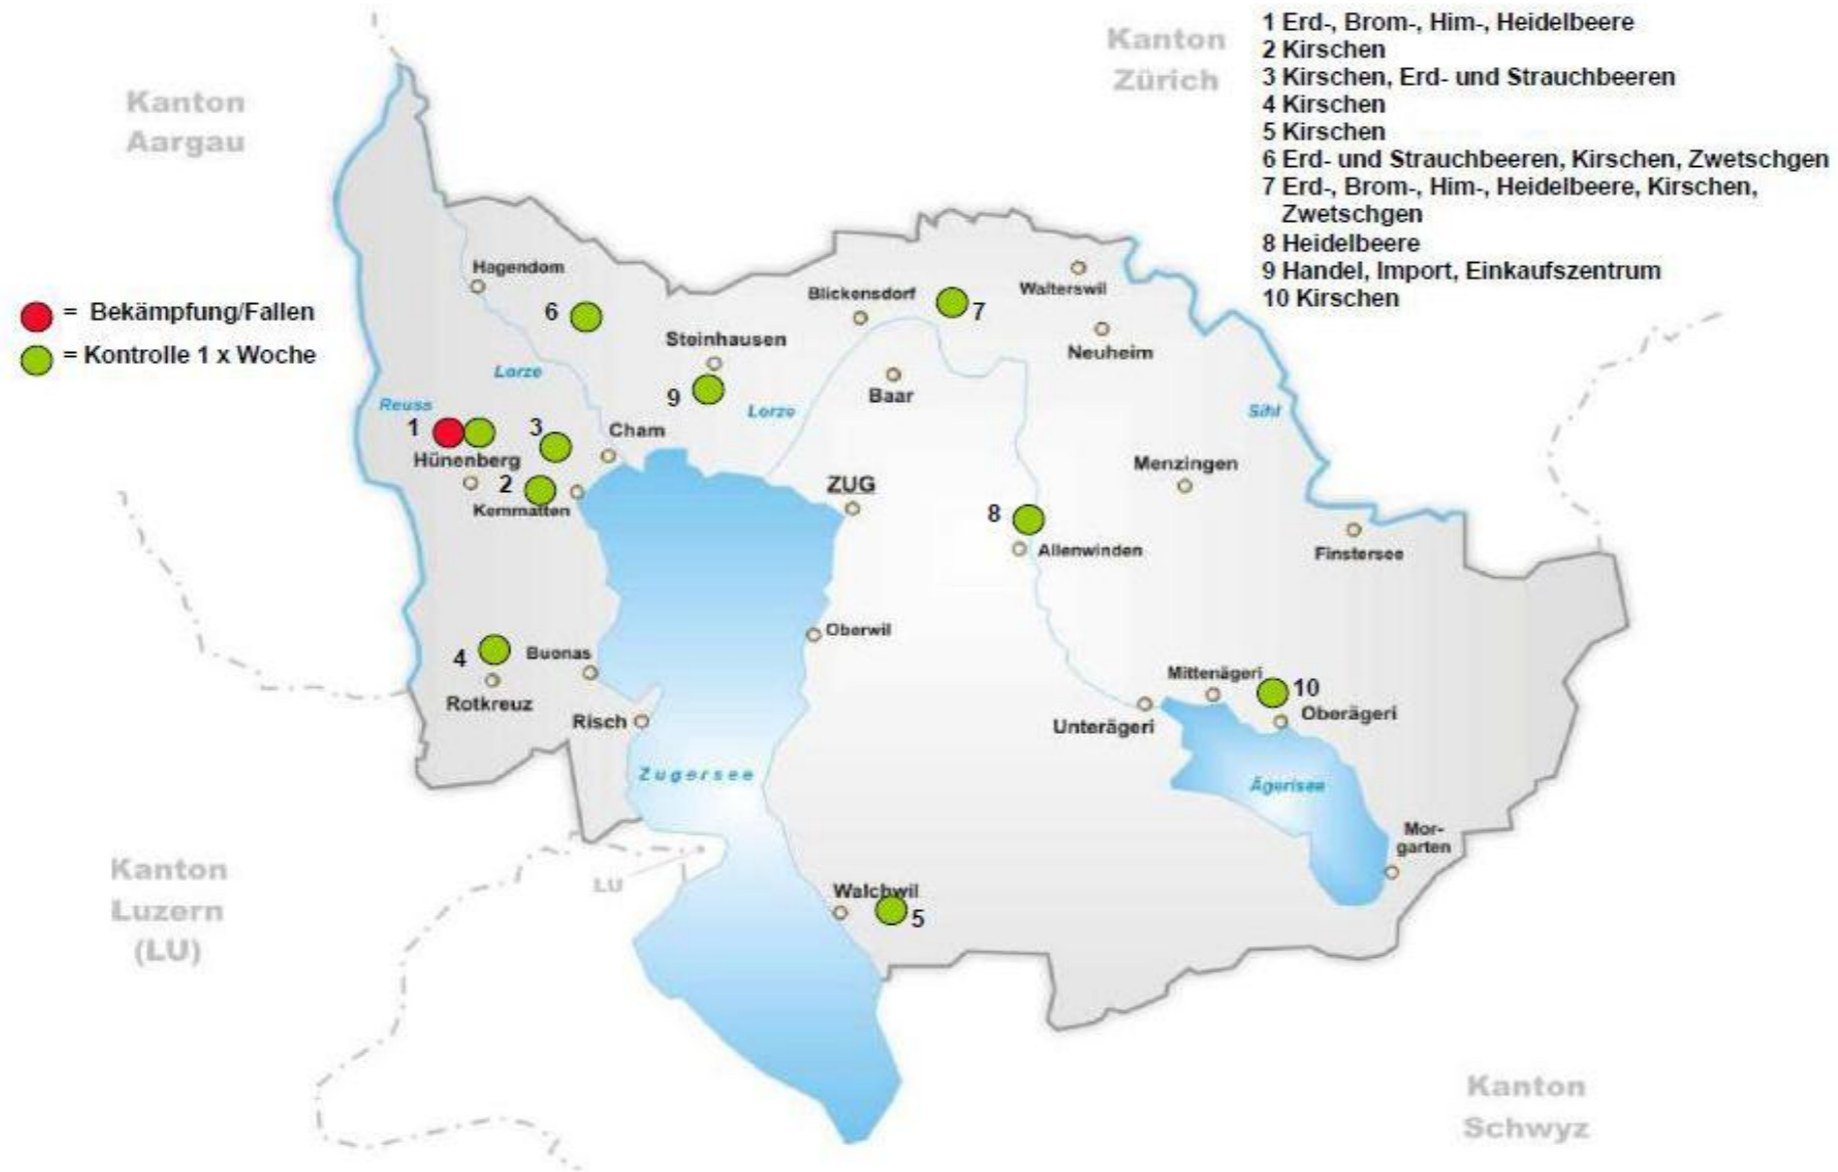 Kanton
Aargau
Kanton
Zürich
1 Erd-, Brom-, Him-, Heidelbeere
2 Kirschen
3 Kirschen, Erd- und Strauchbeeren
4 Kirschen
5 Kirschen
6 Erd- und Strauchbeeren, Kirschen, Zwetschgen
7 Erd-, Brom-, Him-, Heidelbeere, Kirschen,
Zwetschgen
8 Heidelbeere
9 Handel, Import, Einkaufszentrum
10 Kirschen
= Bekämpfung/Fallen
= Kontrolle 1 x Woche
Hagendorn
6
Blickensdorf
7
Walterswil
Steinhausen
Neuheim
Lorze
9
Lorze
Baar
Reuss
Sihl
1
3
Cham
Hünenberg
2
Kemmatten
ZUG
Menzingen
8
Allenwinden
Finstersee
Oberwil
4
Buonas
Rotkreuz
Risch
Mittenägeri
10
Oberägeri
Unterägeri
Zugersee
Ägerisee
Mor-
garten
Kanton
Luzern
(LU)
LU
Walchwil
5
Kanton
Schwyz